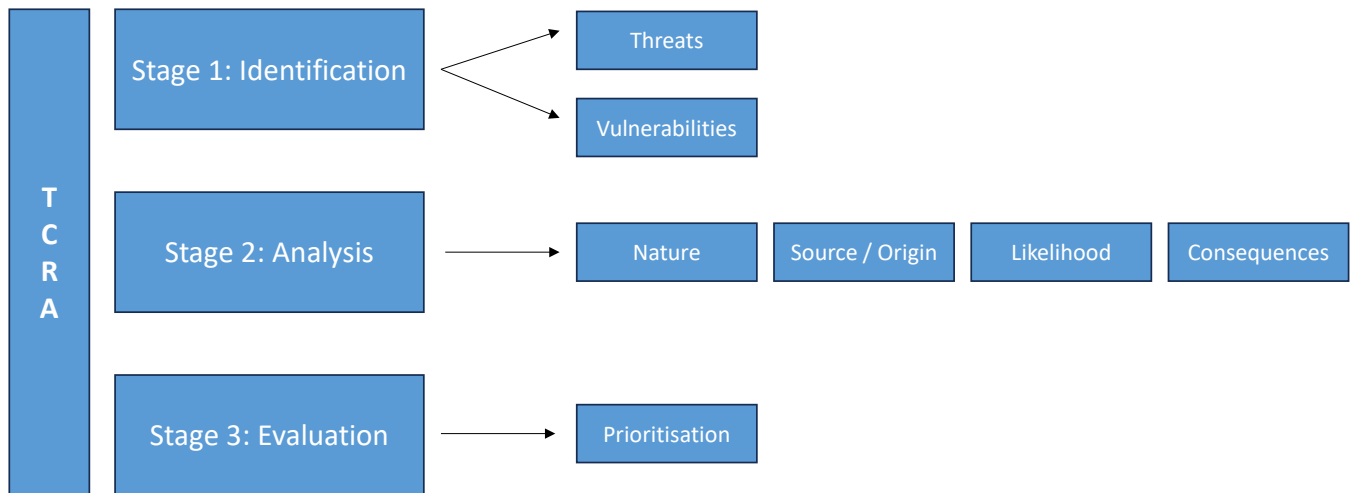 T
C
R
A
Stage 1: Identification
Threats
Vulnerabilities
Stage 2: Analysis
Nature
Source / Origin
Likelihood
Consequences
Stage 3: Evaluation
Prioritisation